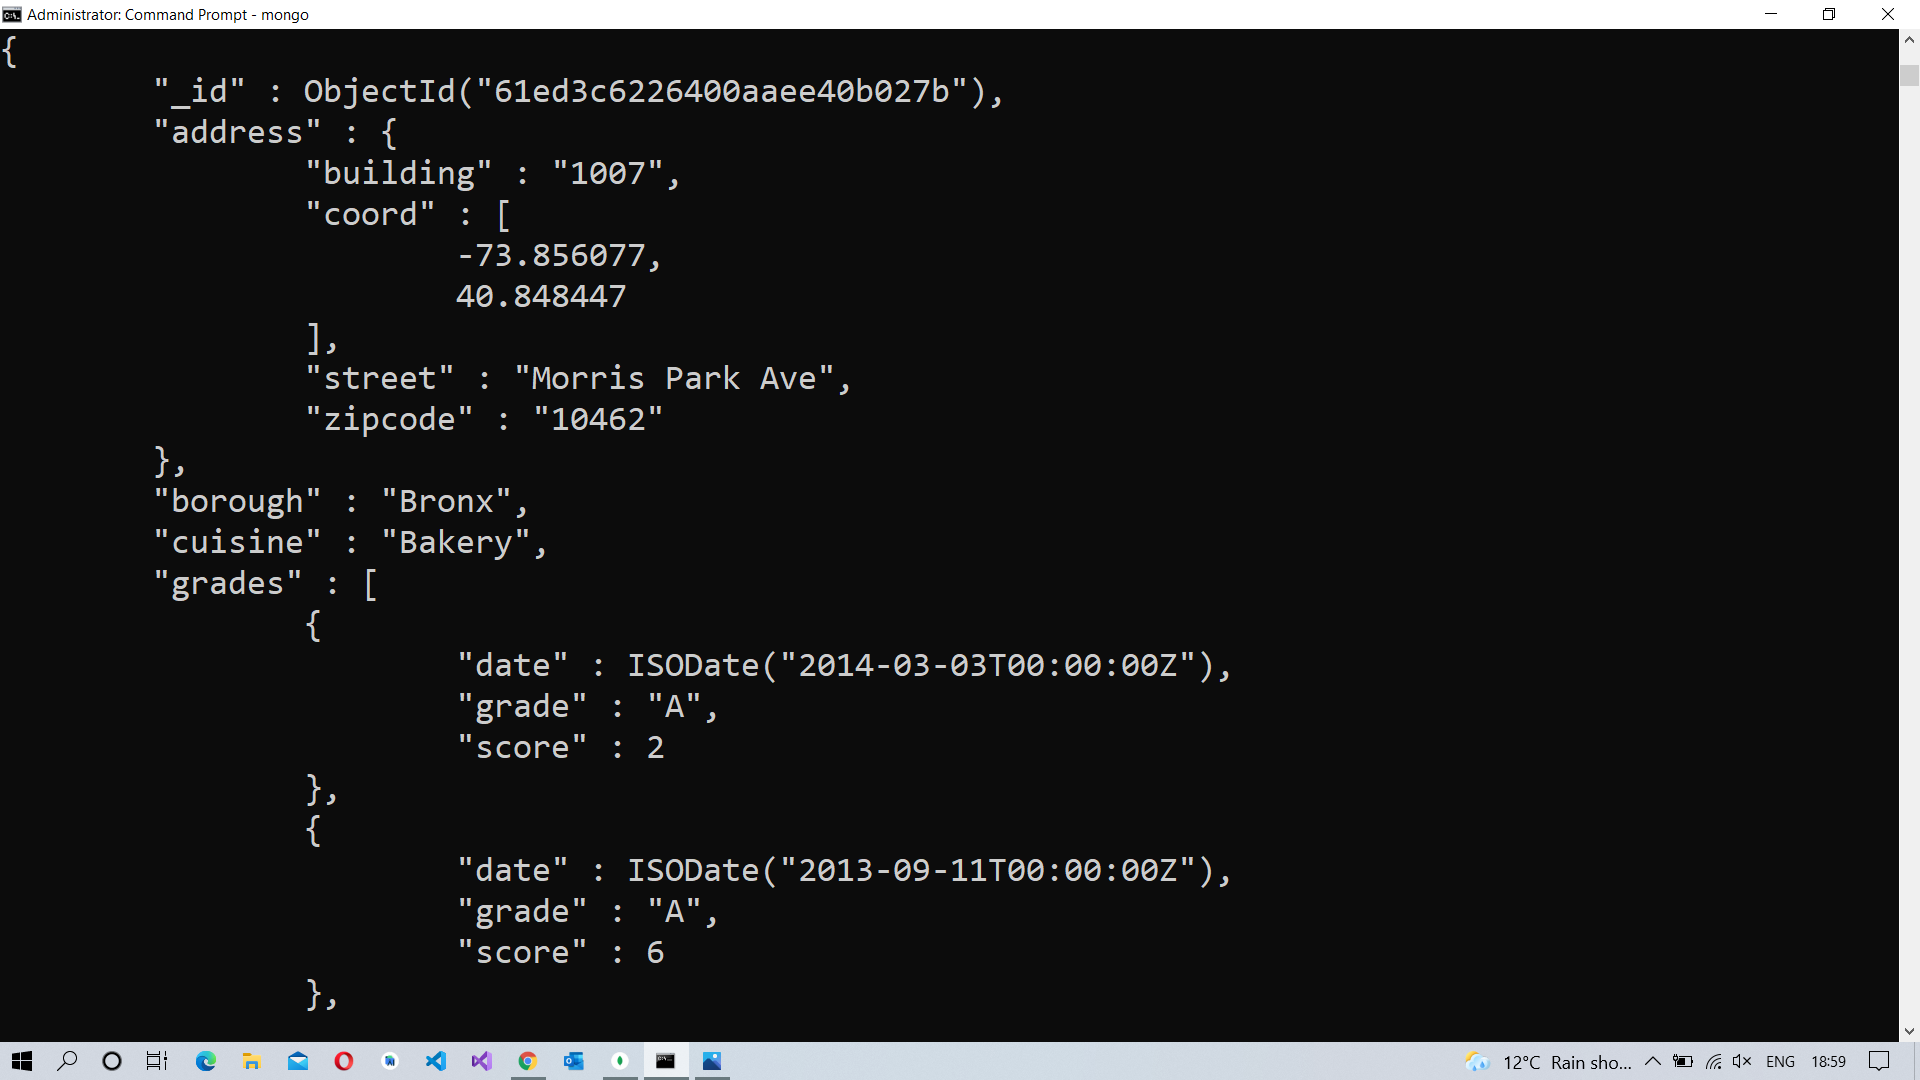 Administrator: Command Prompt - mongo
{
"_id" : ObjectId("61ed3c6226400aaee40b027b"),
"address" : {
"building" : "1007",
"coord" : [
-73.856077,
40.848447
],
"street" : "Morris Park Ave",
"zipcode" : "10462"
},
"borough" : "Bronx",
"cuisine" : "Bakery",
"grades" : [
{
"date" : ISODate("2014-03-03T00:00:00Z"),
"grade" : "A",
"score" : 2
},
{
"date" : ISODate("2013-09-11T00:00:00Z"),
"grade" : "A",
"score" : 6
},
12°C Rain sho... ENG 18:59